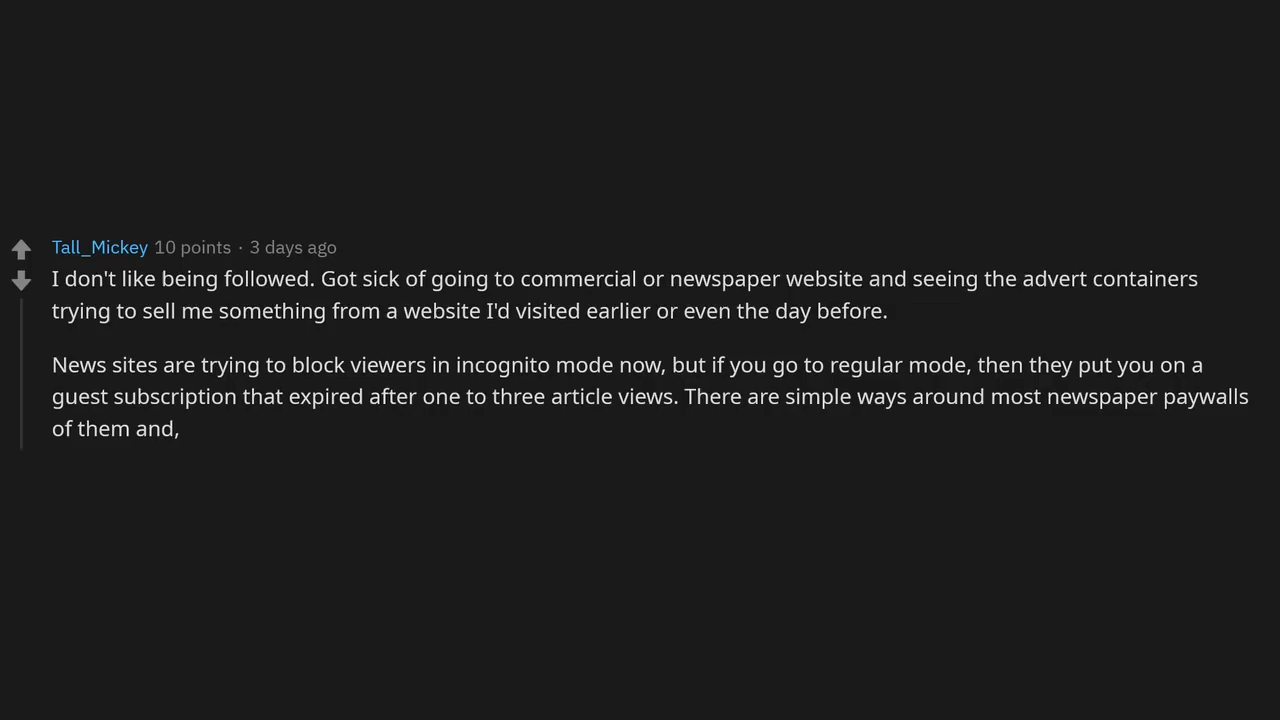 Tall_Mickey 10 points · 3 days ago
I don't like being followed. Got sick of going to commercial or newspaper website and seeing the advert containers
trying to sell me something from a website I'd visited earlier or even the day before.
News sites are trying to block viewers in incognito mode now, but if you go to regular mode, then they put you on a
guest subscription that expired after one to three article views. There are simple ways around most newspaper paywalls
of them and,